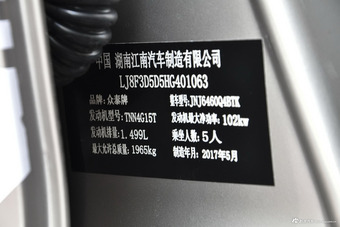 中国 湖南江南汽车制造有限公司
LJ8F3D5D5HG401063
品牌：众泰牌 整车型号：JNJ6460Q4BTK
发动机型号：TNN4G15T 发动机最大净功率：102kw
发动机排量：1.499L 乘坐人数：5人
最大允许总质量：1965kg 制造年月：2017年5月